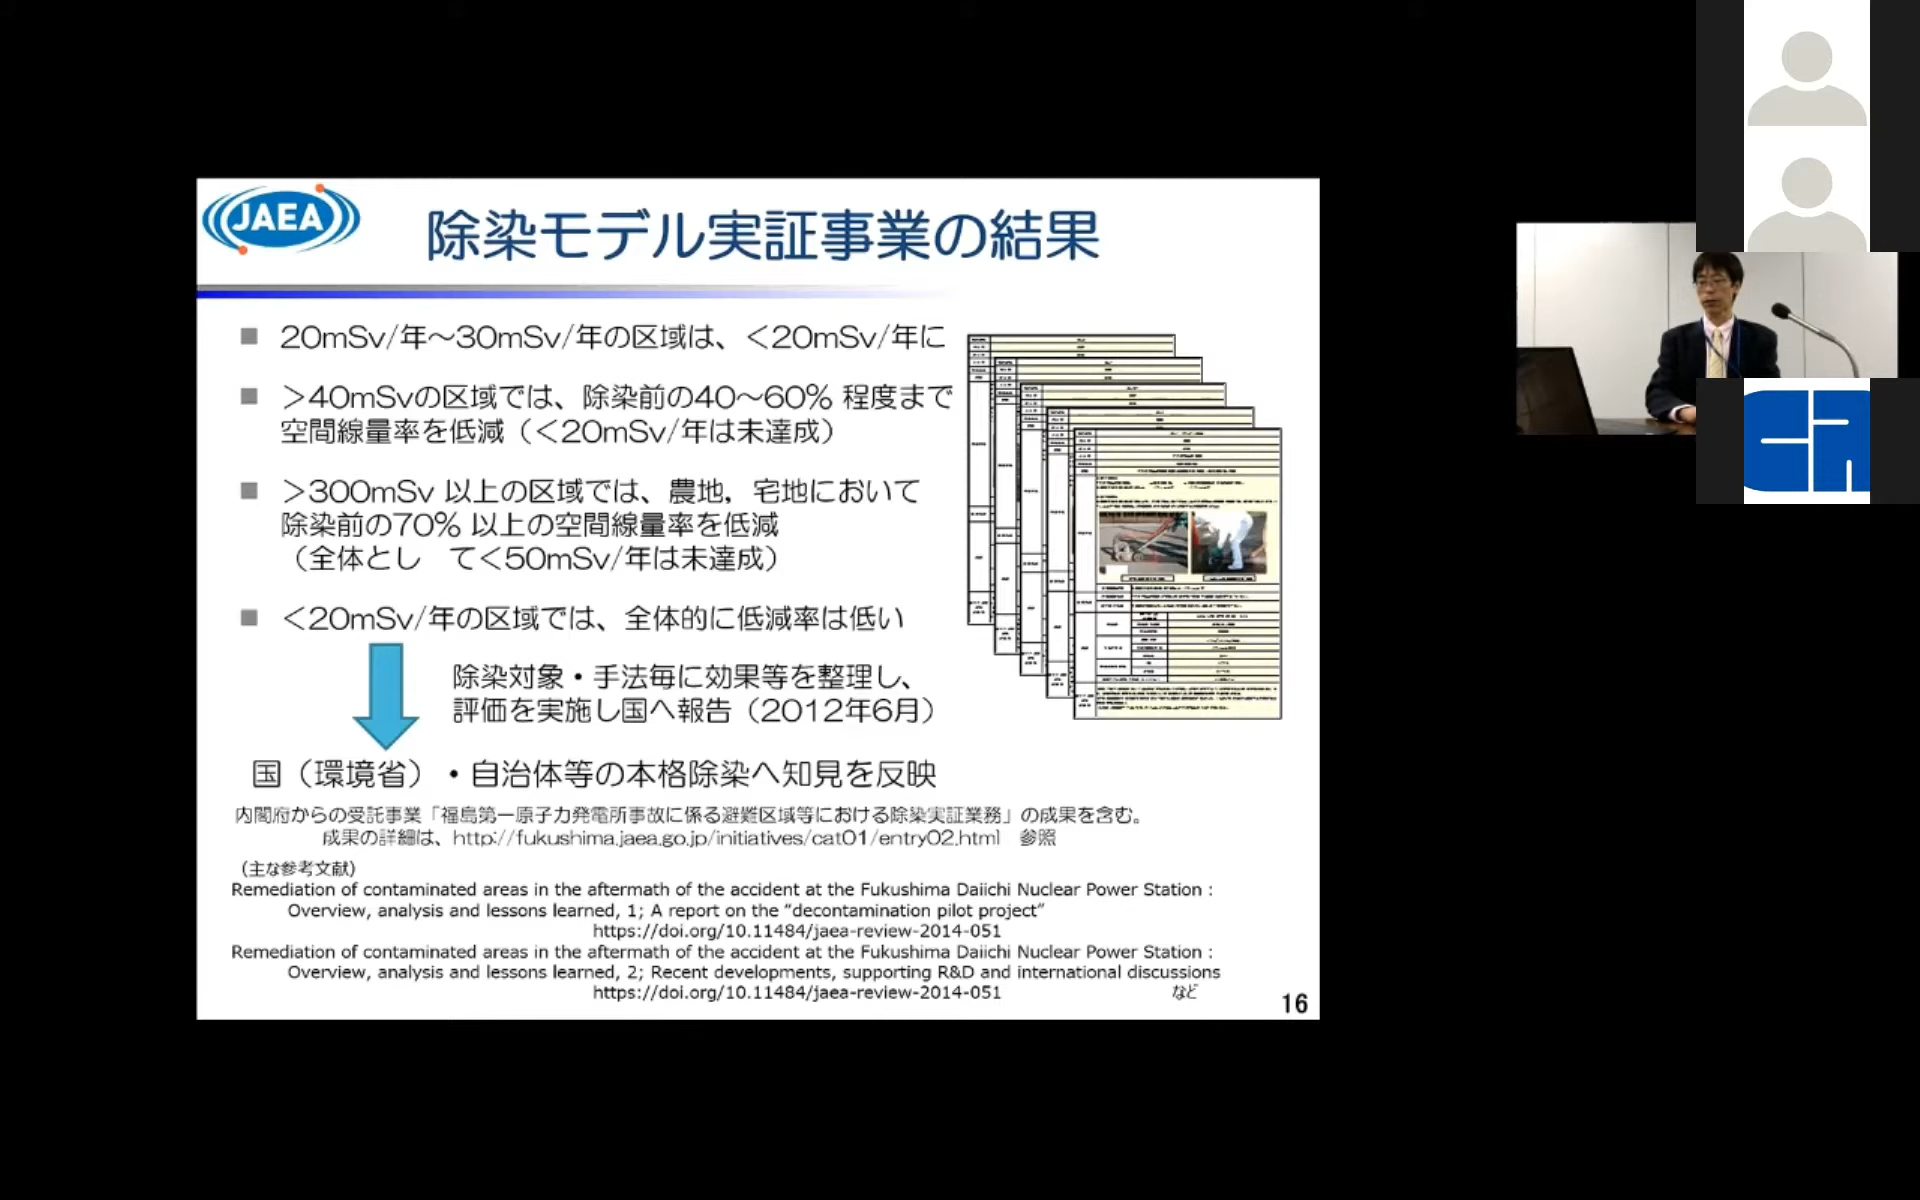 JAEA
除染モデル実証事業の結果
■ 20mSv/年～30mSv/年の区域は、<20mSv/年に
■ >40mSvの区域では、除染前の40～60% 程度まで
空間線量率を低減（<20mSv/年は未達成）
■ >300mSv 以上の区域では、農地，宅地において
除染前の70% 以上の空間線量率を低減
（全体とし　て<50mSv/年は未達成）
■ <20mSv/年の区域では、全体的に低減率は低い
除染対象・手法毎に効果等を整理し、
評価を実施し国へ報告（2012年6月）
国（環境省）・自治体等の本格除染へ知見を反映
内閣府からの受託事業「福島第一原子力発電所事故に係る避難区域等における除染実証業務」の成果を含む。
成果の詳細は、http://fukushima.jaea.go.jp/initiatives/cat01/entry02.html　参照
（主な参考文献）
Remediation of contaminated areas in the aftermath of the accident at the Fukushima Daiichi Nuclear Power Station :
Overview, analysis and lessons learned, 1; A report on the “decontamination pilot project”
https://doi.org/10.11484/jaea-review-2014-051
Remediation of contaminated areas in the aftermath of the accident at the Fukushima Daiichi Nuclear Power Station :
Overview, analysis and lessons learned, 2; Recent developments, supporting R&D and international discussions
https://doi.org/10.11484/jaea-review-2014-051
など
16